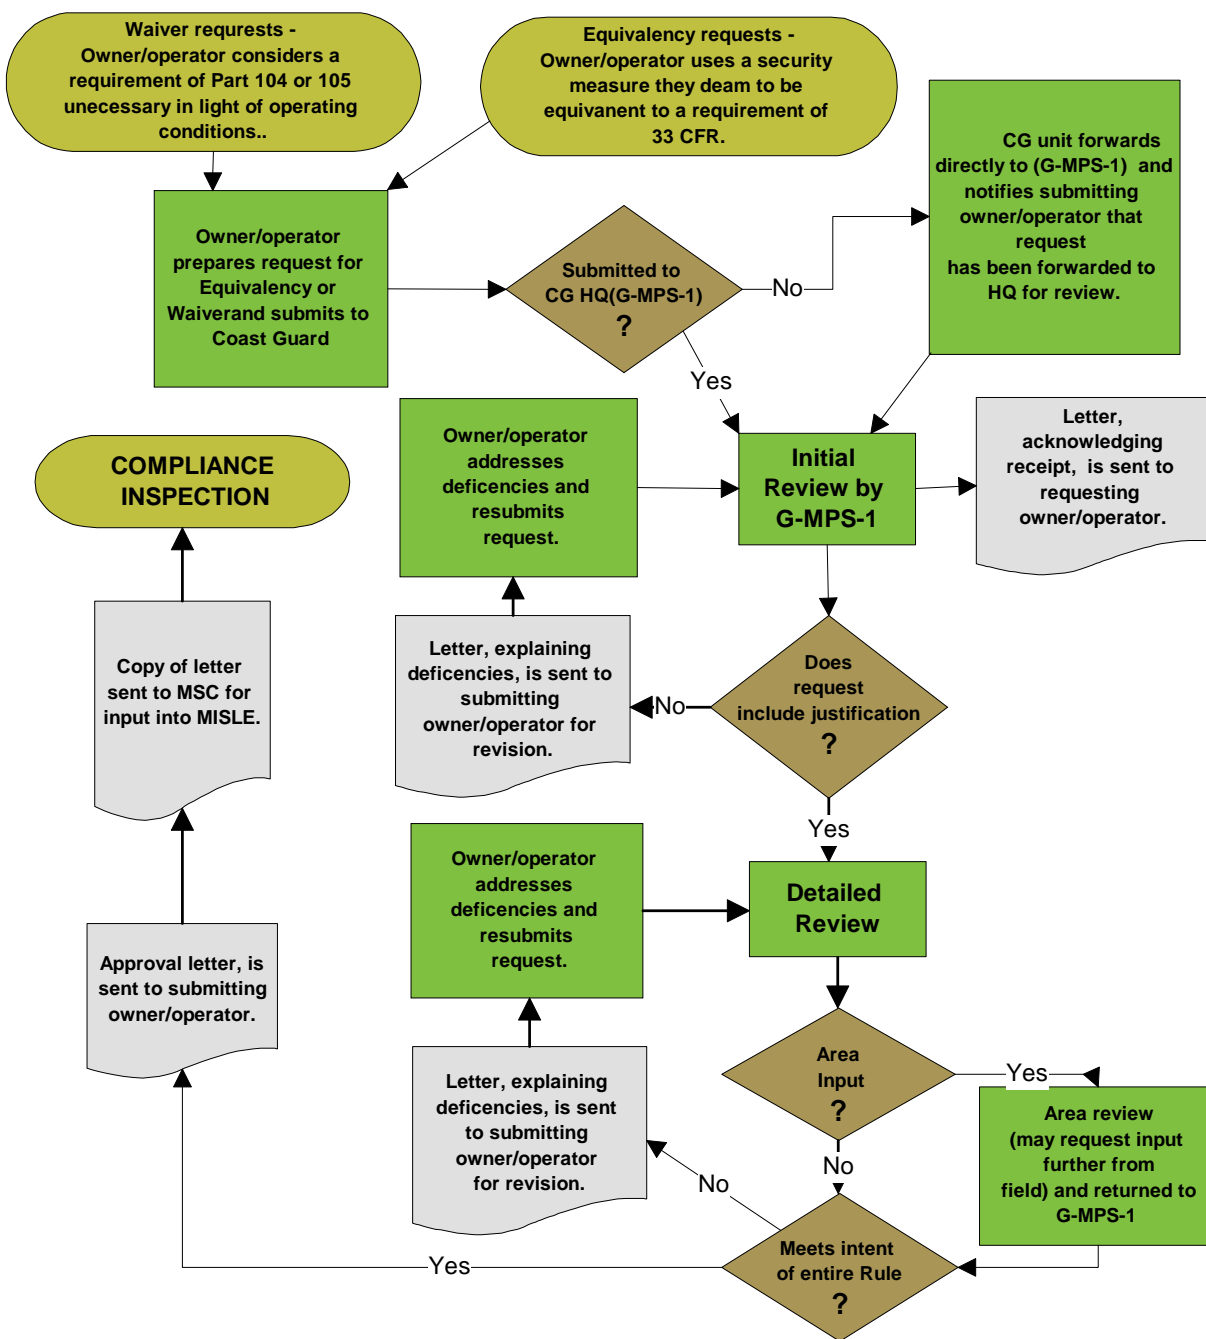 Waiver requrests -
Owner/operator considers a
requirement of Part 104 or 105
unecessary in light of operating
conditions..
Equivalency requests -
Owner/operator uses a security
measure they deam to be
equivanent to a requirement of
33 CFR.
CG unit forwards
directly to (G-MPS-1) and
notifies submitting
owner/operator that
request
has been forwarded to
HQ for review.
Owner/operator
prepares request for
Equivalency or
Waiverand submits to
Coast Guard
Submitted to
CG HQ(G-MPS-1)
?
No
Yes
Owner/operator
addresses
deficencies and
resubmits
request.
Initial
Review by
G-MPS-1
Letter,
acknowledging
receipt, is sent to
requesting
owner/operator.
COMPLIANCE
INSPECTION
Copy of letter
sent to MSC for
input into MISLE.
Letter, explaining
deficencies, is sent to
submitting
owner/operator for
revision.
No
Does
request
include justification
?
Yes
Owner/operator
addresses
deficencies and
resubmits
request.
Detailed
Review
Approval letter, is
sent to submitting
owner/operator.
Letter, explaining
deficencies, is sent
to submitting
owner/operator
for revision.
Area
Input
?
Yes
Area review
(may request input
further from
field) and returned to
G-MPS-1
No
No
Meets intent
of entire Rule
?
Yes